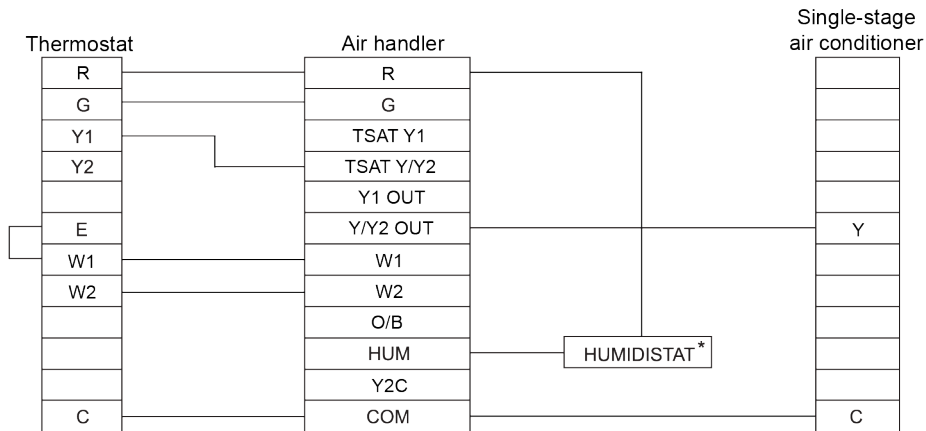 Single-stage
air conditioner
Thermostat
Air handler
R
R
G
G
Y1
TSAT Y1
Y2
TSAT Y/Y2
Y1 OUT
E
Y/Y2 OUT
Y
W1
W1
W2
W2
O/B
HUM
HUMIDISTAT*
Y2C
C
COM
C